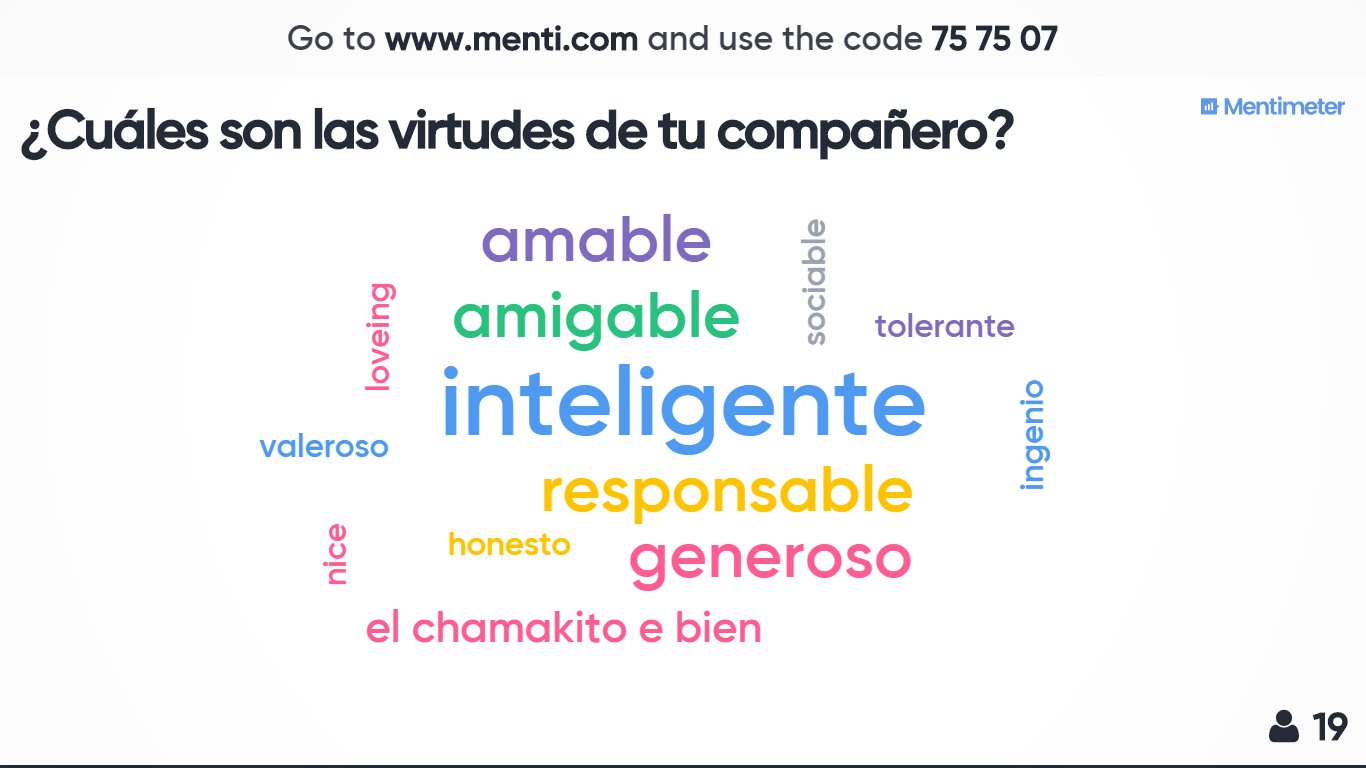 Go to www.menti.com and use the code 75 75 07
Mentimeter
¿Cuáles son las virtudes de tu compañero?
amable
sociable
loveing
amigable
tolerante
inteligente
ingenio
valeroso
responsable
nice
honesto
generoso
el chamakito e bien
19